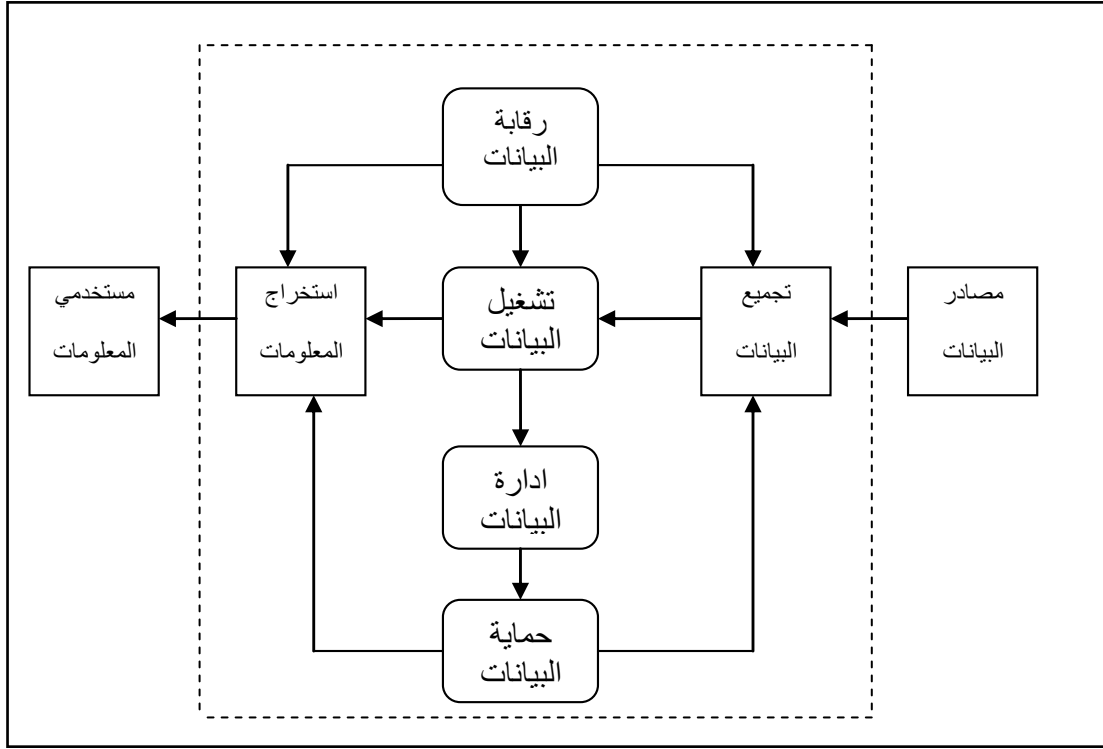 رقابة
البيانات
مصادر
البيانات
تجميع
البيانات
تشغيل
البيانات
استخراج
المعلومات
مستخدمي
المعلومات
ادارة
البيانات
حماية
البيانات